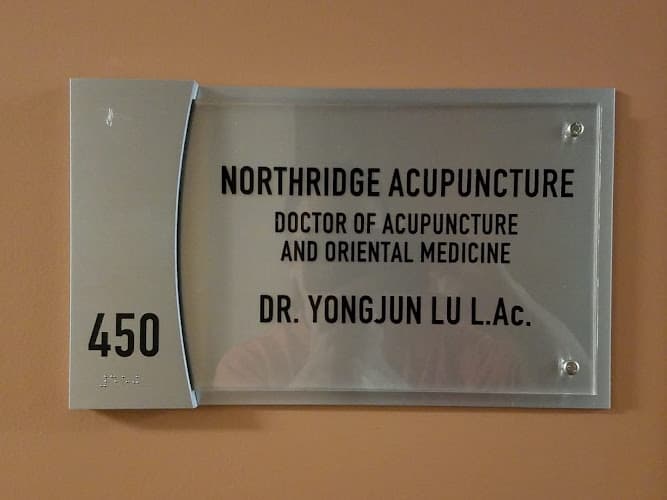 NORTHRIDGE ACUPUNCTURE
DOCTOR OF ACUPUNCTURE
AND ORIENTAL MEDICINE
DR. YONGJUN LU L.Ac.
450